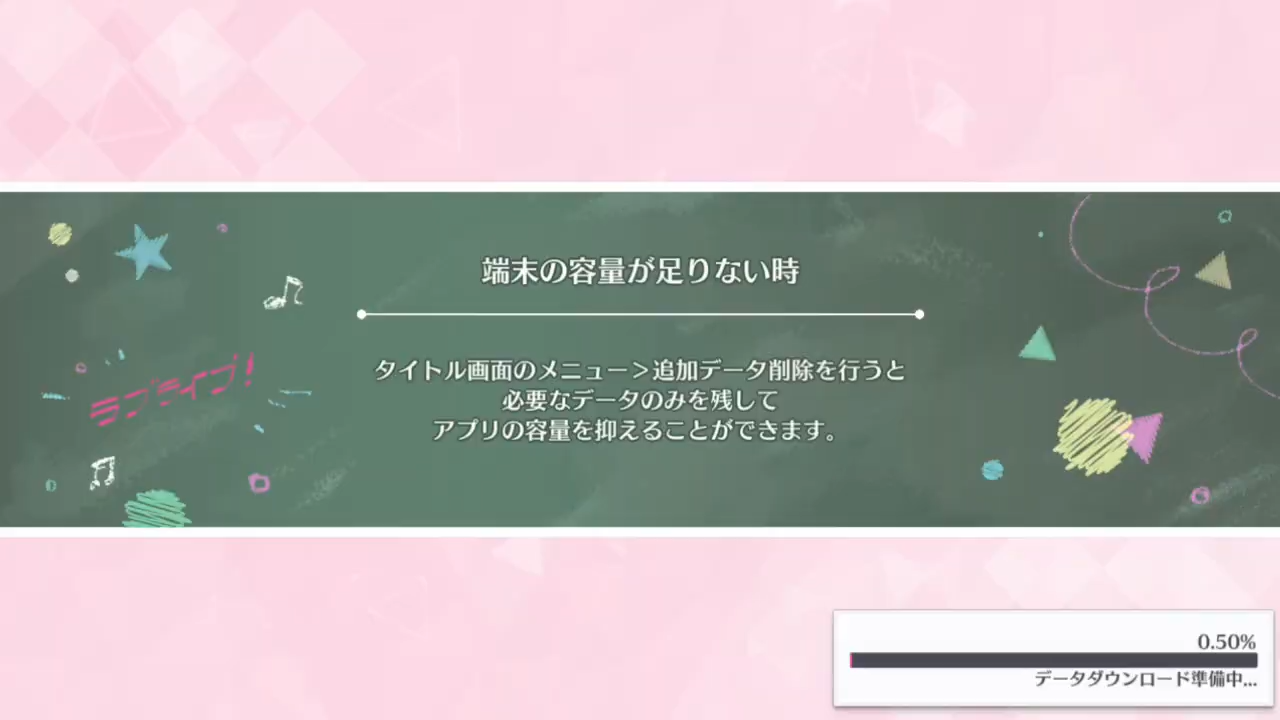 端末の容量が足りない時
タイトル画面のメニュー＞追加データ削除を行うと
必要なデータのみを残して
アプリの容量を抑えることができます。
ラブライブ!
0.50%
データダウンロード準備中...